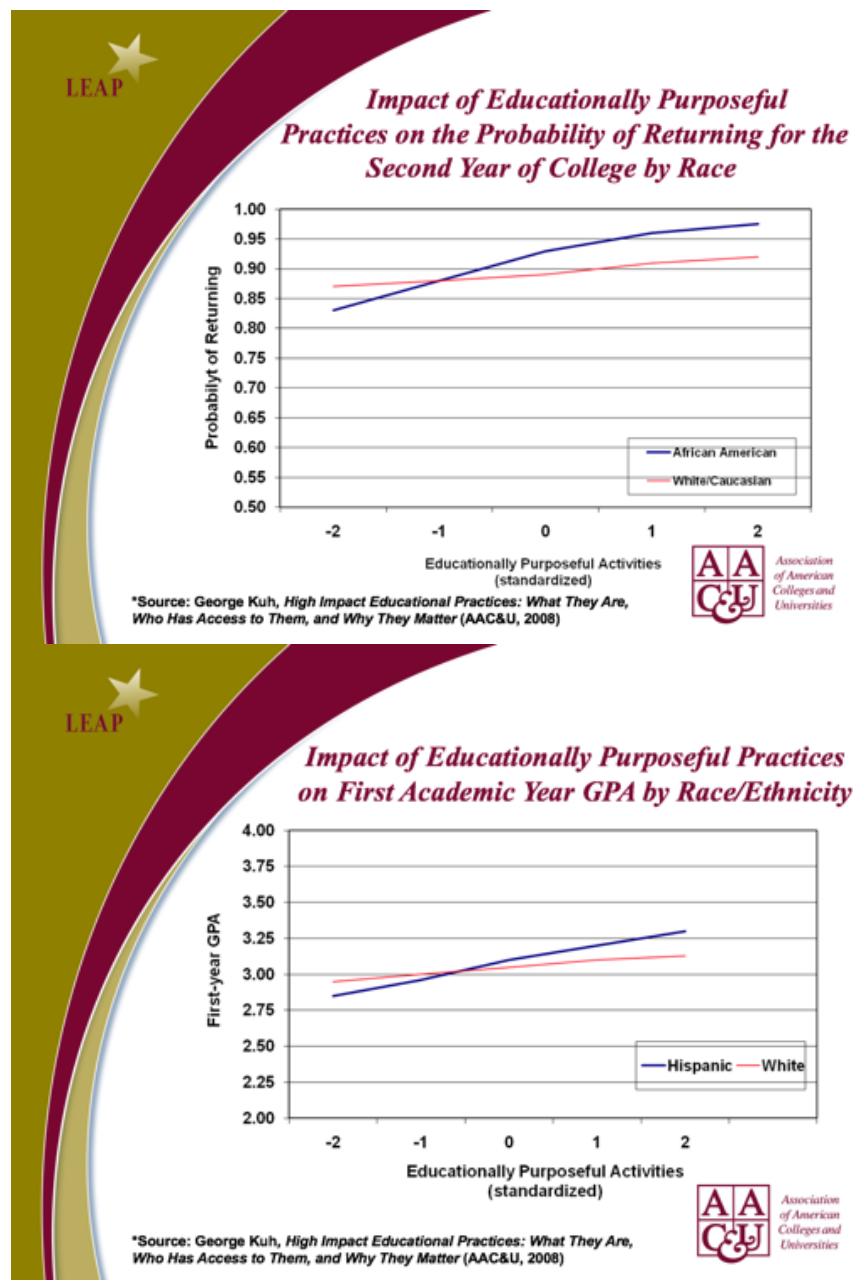 LEAP
Impact of Educationally Purposeful
Practices on the Probability of Returning for the
Second Year of College by Race
1.00
0.95
0.90
0.85
0.80
0.75
0.70
0.65
0.60
0.55
0.50
Probabilyt of Returning
African American
White/Caucasian
-2 -1 0 1 2
Educationally Purposeful Activities
(standardized)
*Source: George Kuh, High Impact Educational Practices: What They Are,
Who Has Access to Them, and Why They Matter (AAC&U, 2008)
AAC&U
Association
of American
Colleges and
Universities
LEAP
Impact of Educationally Purposeful Practices
on First Academic Year GPA by Race/Ethnicity
4.00
3.75
3.50
3.25
3.00
2.75
2.50
2.25
2.00
First-year GPA
Hispanic White
-2 -1 0 1 2
Educationally Purposeful Activities
(standardized)
*Source: George Kuh, High Impact Educational Practices: What They Are,
Who Has Access to Them, and Why They Matter (AAC&U, 2008)
AAC&U
Association
of American
Colleges and
Universities